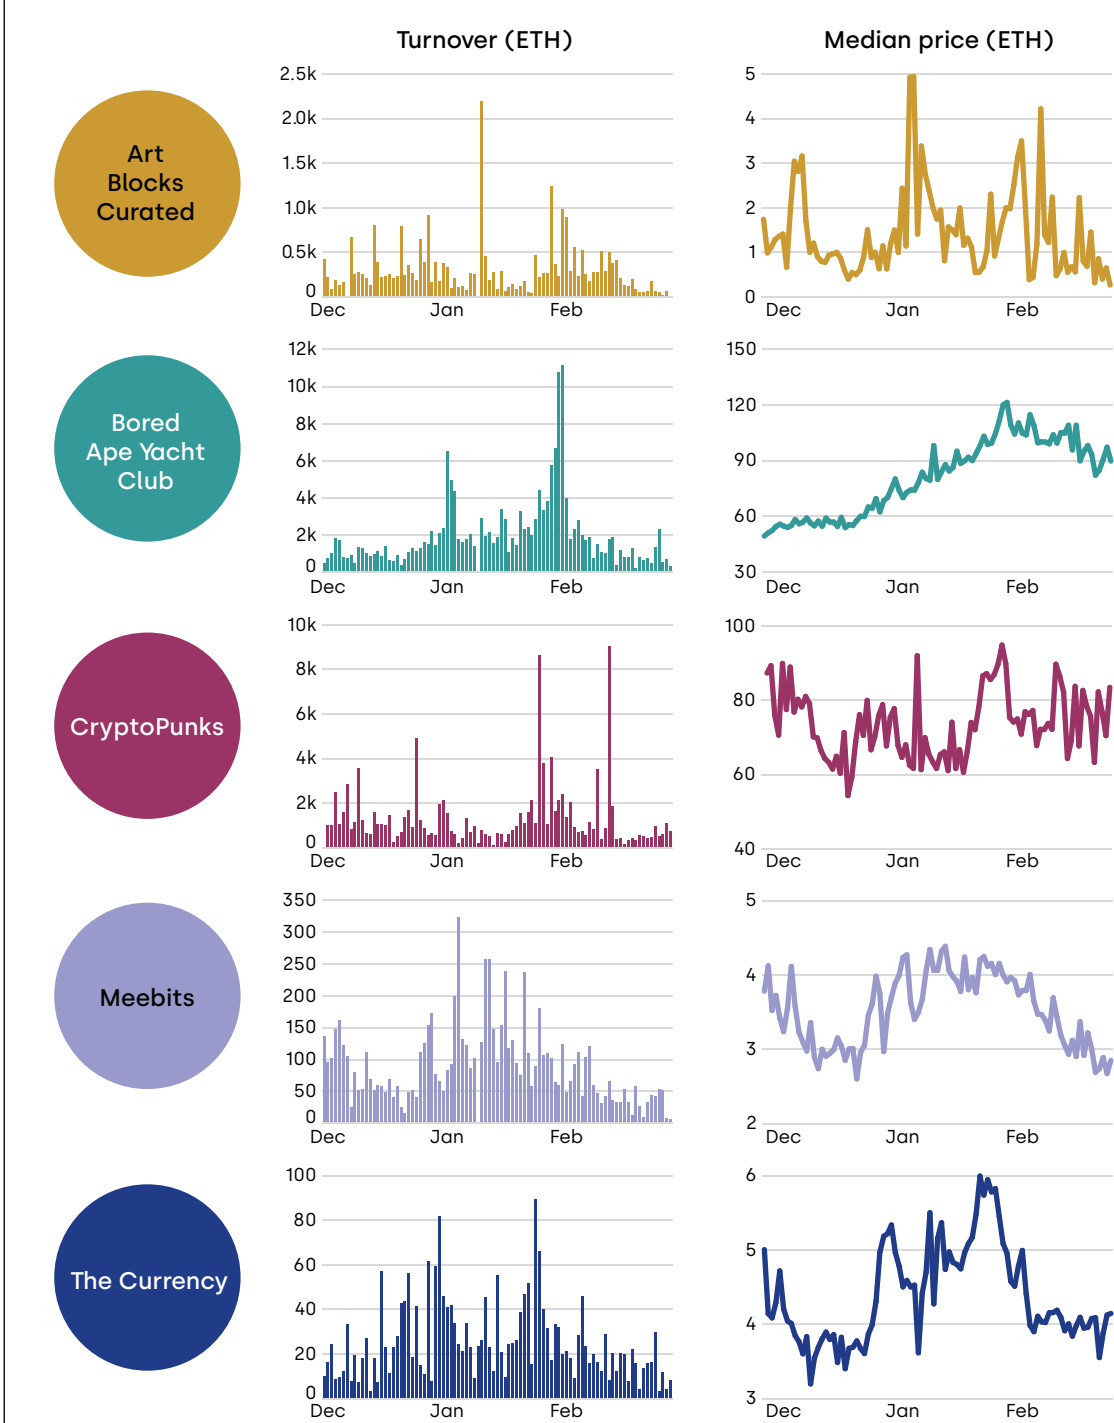 Turnover (ETH)
Median price (ETH)
Art
Blocks
Curated
2.5k
2.0k
1.5k
1.0k
0.5k
0
Dec Jan Feb
5
4
3
2
1
0
Dec Jan Feb
Bored
Ape Yacht
Club
12k
10k
8k
6k
4k
2k
0
Dec Jan Feb
150
120
90
60
30
Dec Jan Feb
CryptoPunks
10k
8k
6k
4k
2k
0
Dec Jan Feb
100
80
60
40
Dec Jan Feb
Meebits
350
300
250
200
150
100
50
0
Dec Jan Feb
5
4
3
2
Dec Jan Feb
The Currency
100
80
60
40
20
0
Dec Jan Feb
6
5
4
3
Dec Jan Feb